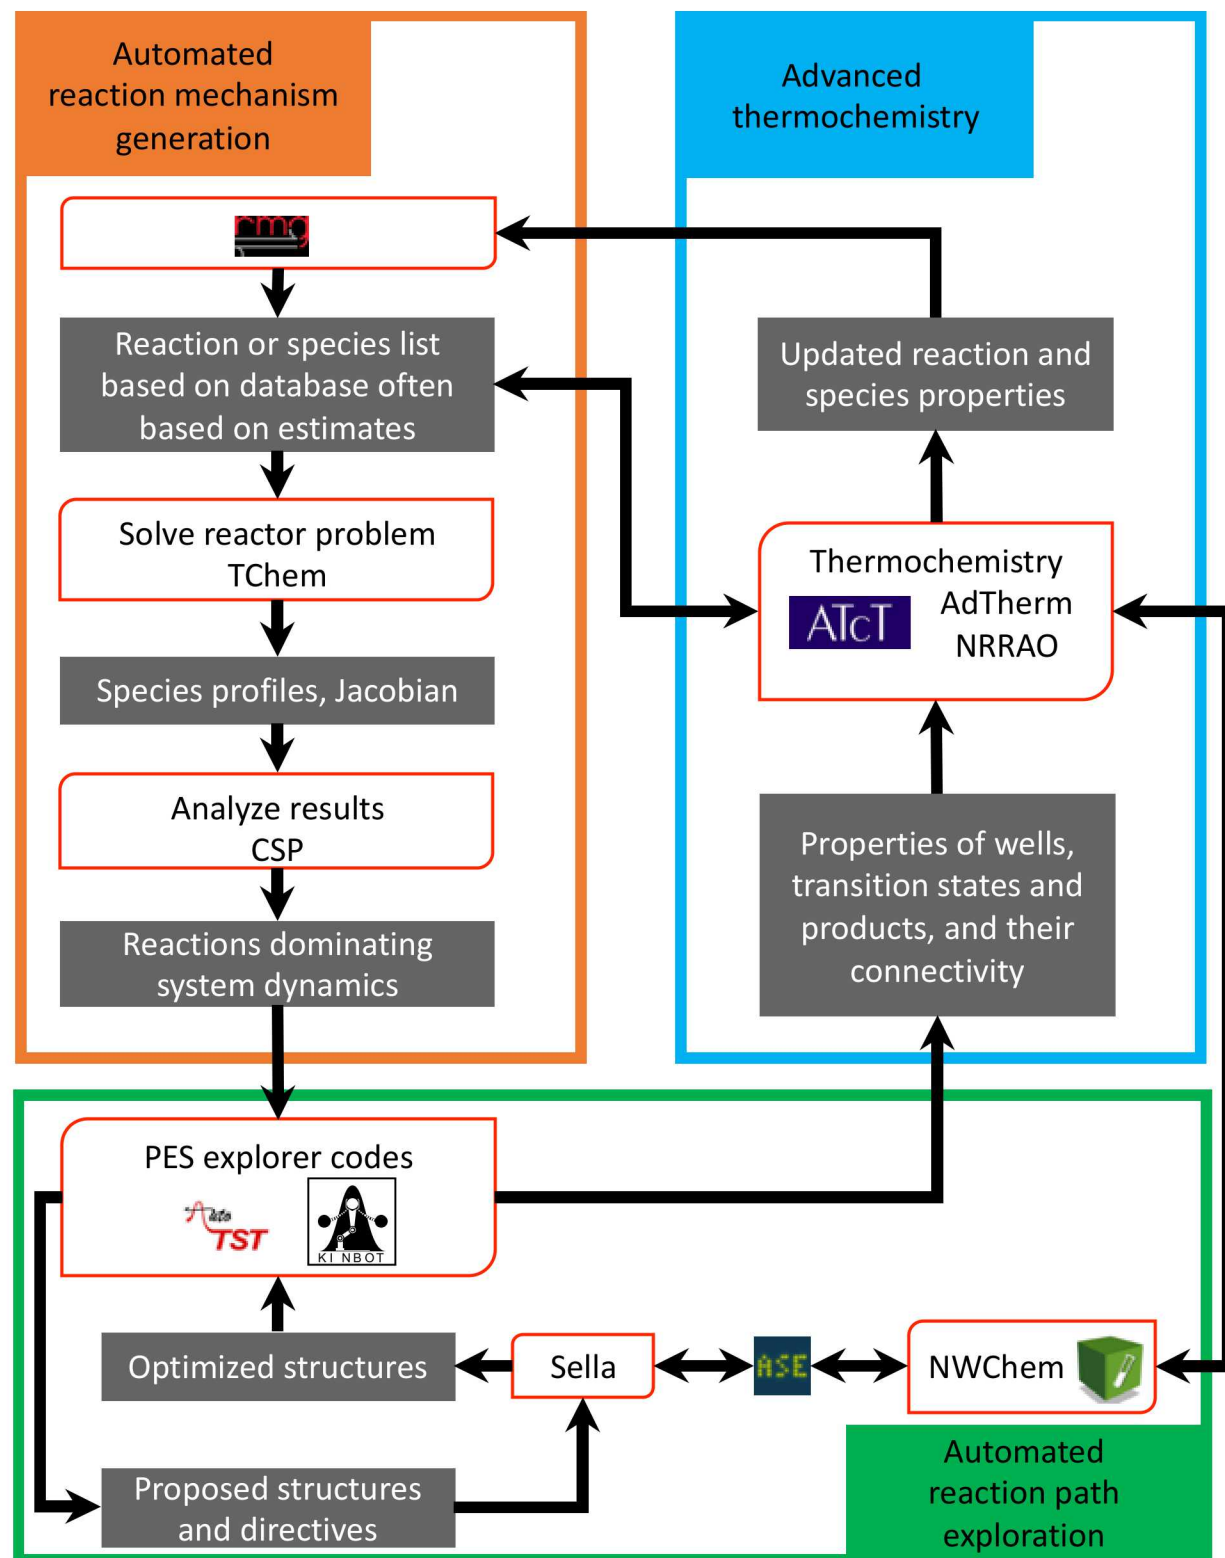 Automated
reaction mechanism
generation
rmg
Reaction or species list
based on database often
based on estimates
Solve reactor problem
TChem
Species profiles, Jacobian
Analyze results
CSP
Reactions dominating
system dynamics
Advanced
thermochemistry
Updated reaction and
species properties
Thermochemistry
ATcT
AdTherm
NRRAO
Properties of wells,
transition states and
products, and their
connectivity
PES explorer codes
Auto
TST
KINBOT
Optimized structures
Sella
ASE
NWChem
Proposed structures
and directives
Automated
reaction path
exploration